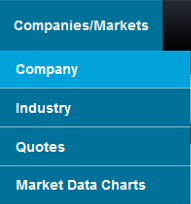 Companies/Markets
Company
Industry
Quotes
Market Data Charts